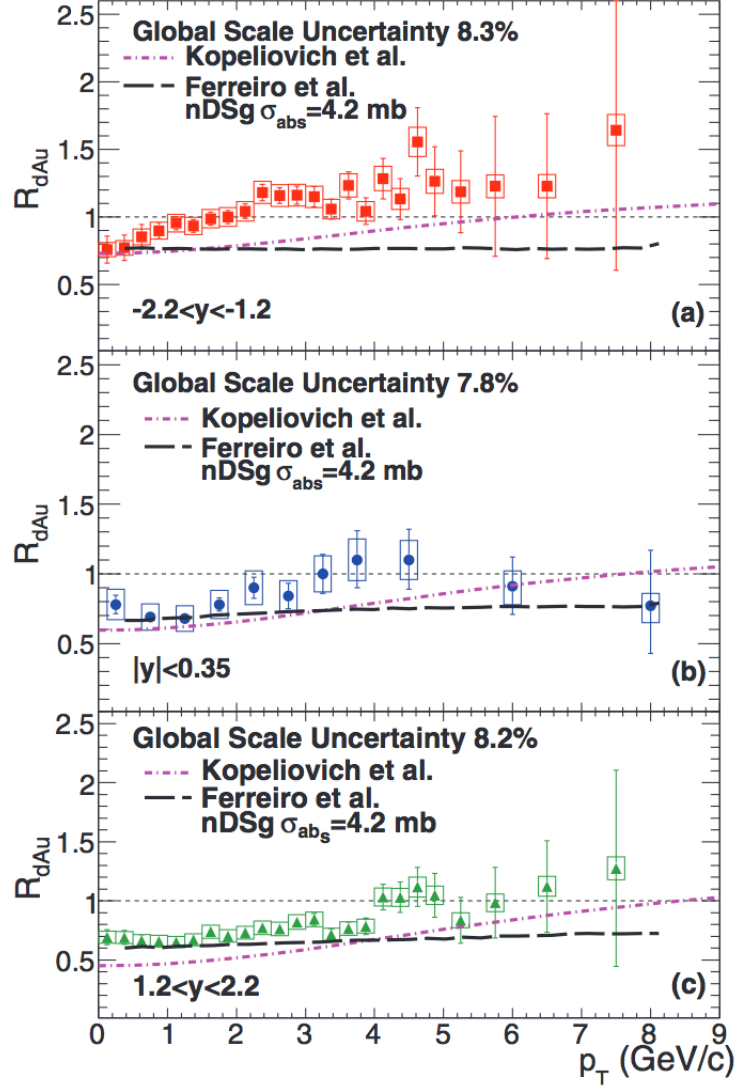 2.5
Global Scale Uncertainty 8.3%
Kopeliovich et al.
2
Ferreiro et al.
nDSg σabs=4.2 mb
1.5
RdAu
1
0.5
-2.2<y<-1.2
(a)
2.5
Global Scale Uncertainty 7.8%
Kopeliovich et al.
2
Ferreiro et al.
nDSg σabs=4.2 mb
1.5
RdAu
1
0.5
|y|<0.35
(b)
2.5
Global Scale Uncertainty 8.2%
Kopeliovich et al.
2
Ferreiro et al.
nDSg σabs=4.2 mb
1.5
RdAu
1
0.5
1.2<y<2.2
(c)
0 1 2 3 4 5 6 7 8 9
pT (GeV/c)